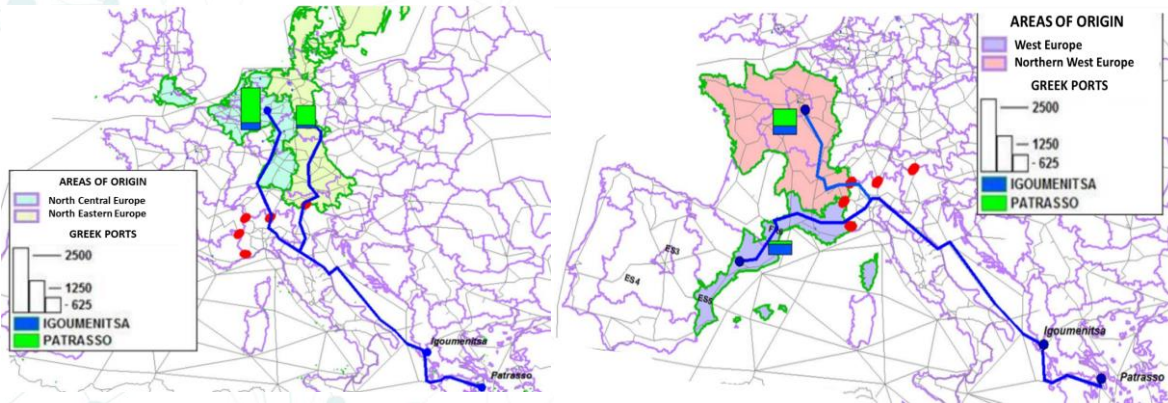 AREAS OF ORIGIN
North Central Europe
North Eastern Europe
GREEK PORTS
2500
1250
625
IGOUMENITSA
PATRASSO
Igoumenitsa
Patrasso
AREAS OF ORIGIN
West Europe
Northern West Europe
GREEK PORTS
2500
1250
625
IGOUMENITSA
PATRASSO
ES3
ES4
ES5
Igoumenitsa
Patrasso